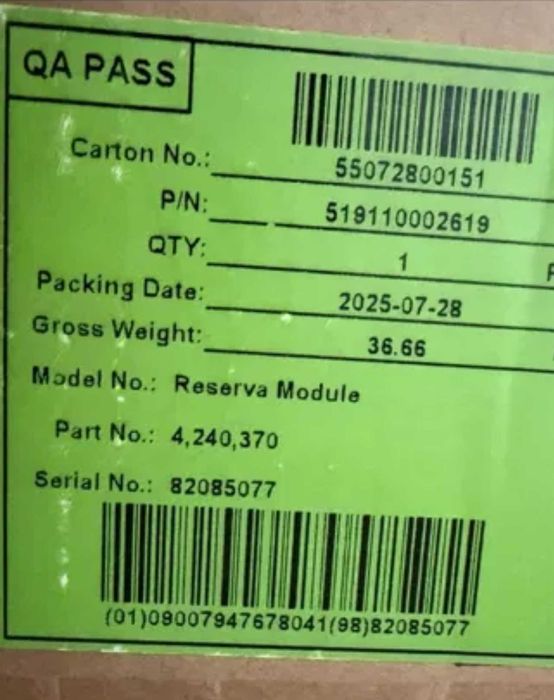 QA PASS
Carton No.: 55072800151
P/N: 519110002619
QTY: 1
Packing Date: 2025-07-28
Gross Weight: 36.66
Model No.: Reserva Module
Part No.: 4,240,370
Serial No.: 82085077
(01)09007947678041(98)82085077